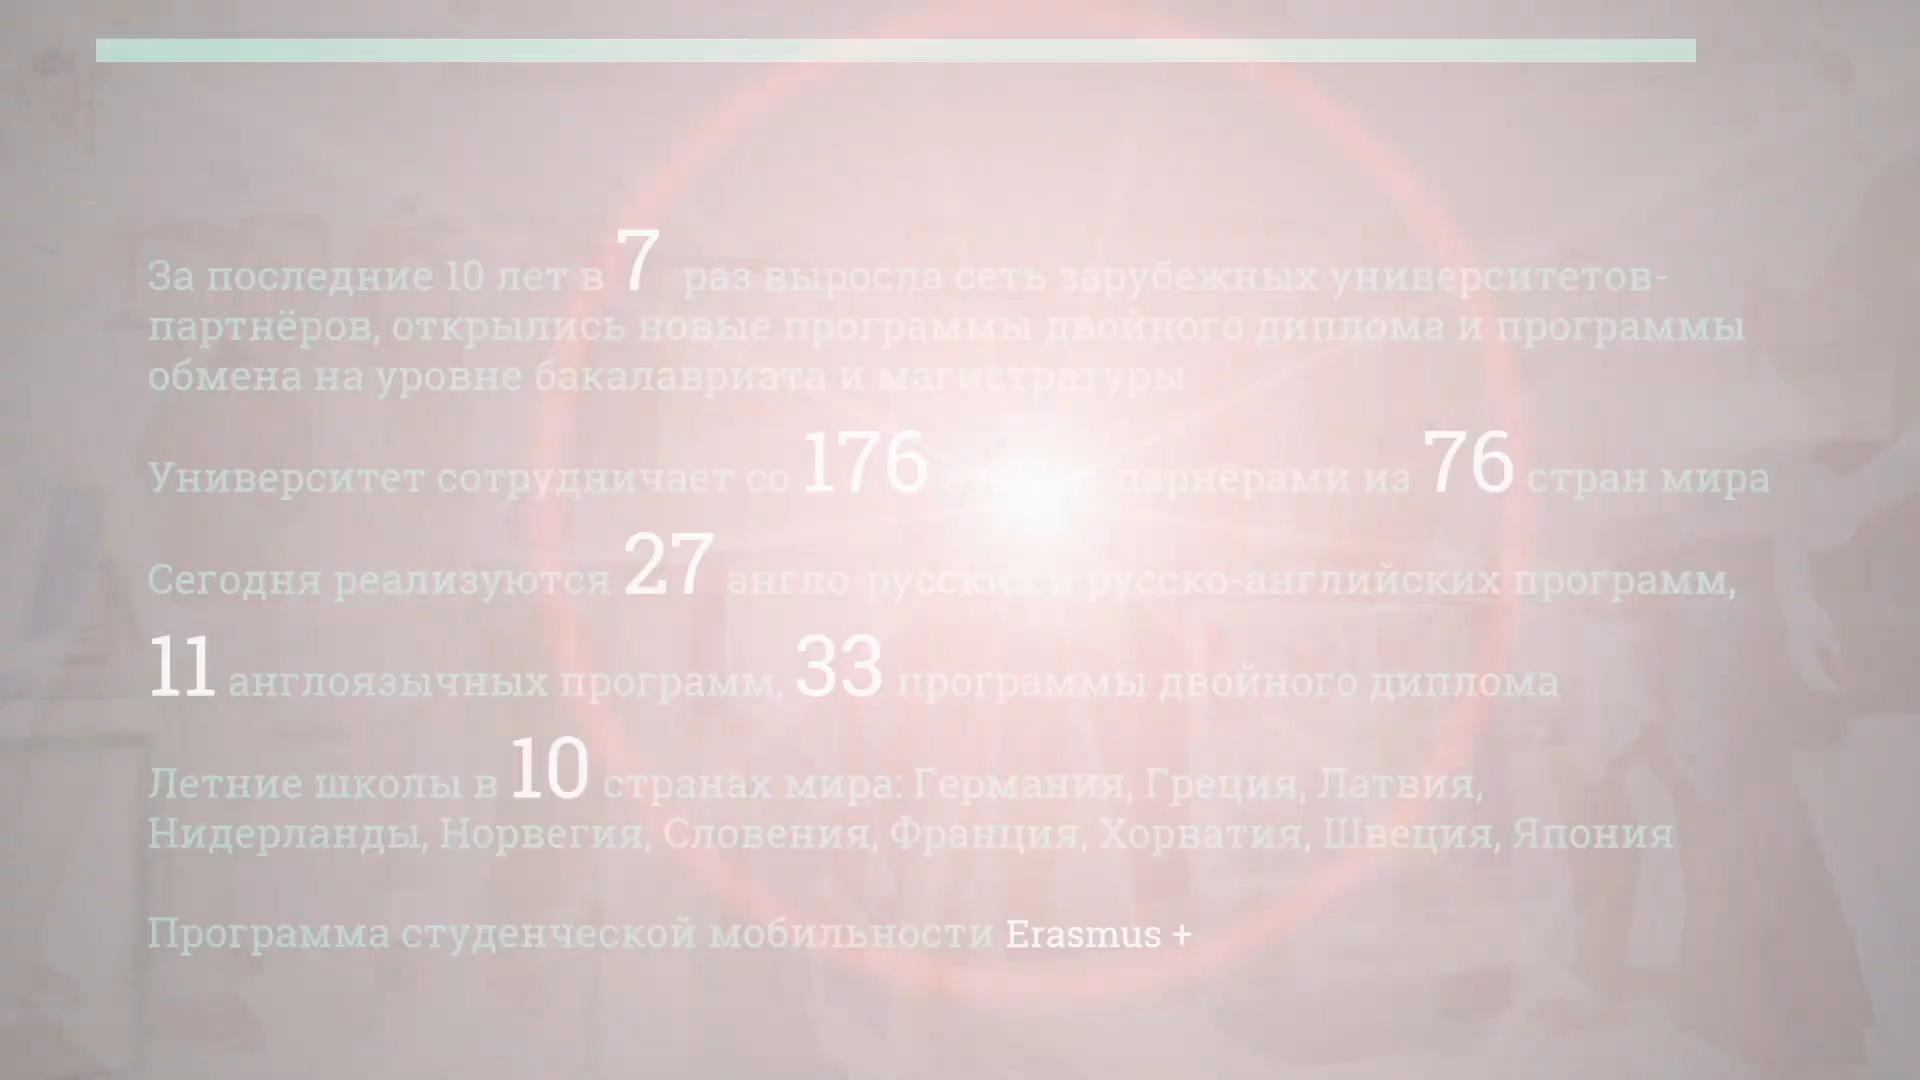 За последние 10 лет в 7 раз выросла сеть зарубежных университетов-
партнёров, открылись новые программы двойного диплома и программы
обмена на уровне бакалавриата и магистратуры
Университет сотрудничает со 176 парнёрами из 76 стран мира
Сегодня реализуются 27 англо-русских и русско-английских программ,
11 англоязычных программ, 33 программы двойного диплома
Летние школы в 10 странах мира: Германия, Греция, Латвия,
Нидерланды, Норвегия, Словения, Франция, Хорватия, Швеция, Япония
Программа студенческой мобильности Erasmus +